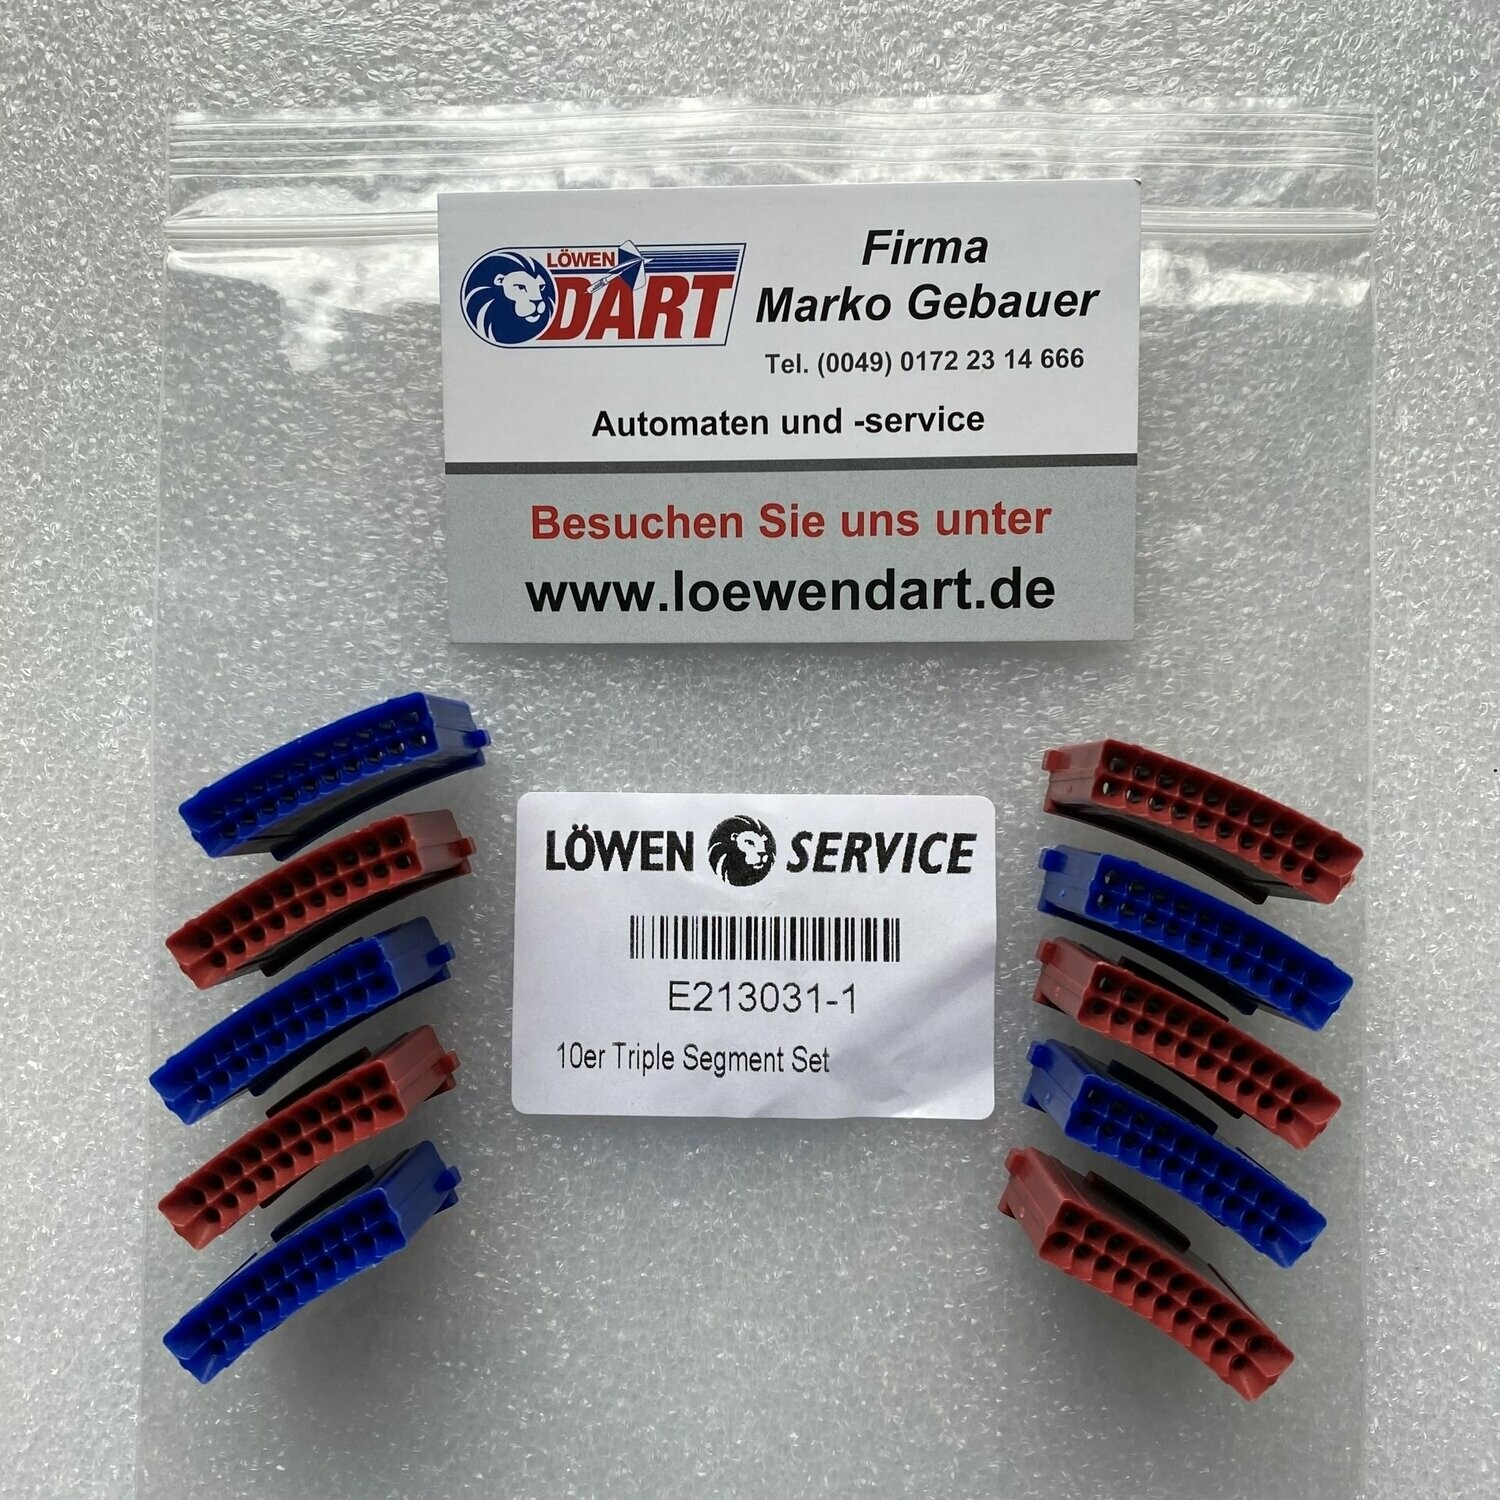 LÖWEN
DART
Firma
Marko Gebauer
Tel. (0049) 0172 23 14 666
Automaten und -service
Besuchen Sie uns unter
www.loewendart.de
LÖWEN SERVICE
E213031-1
10er Triple Segment Set